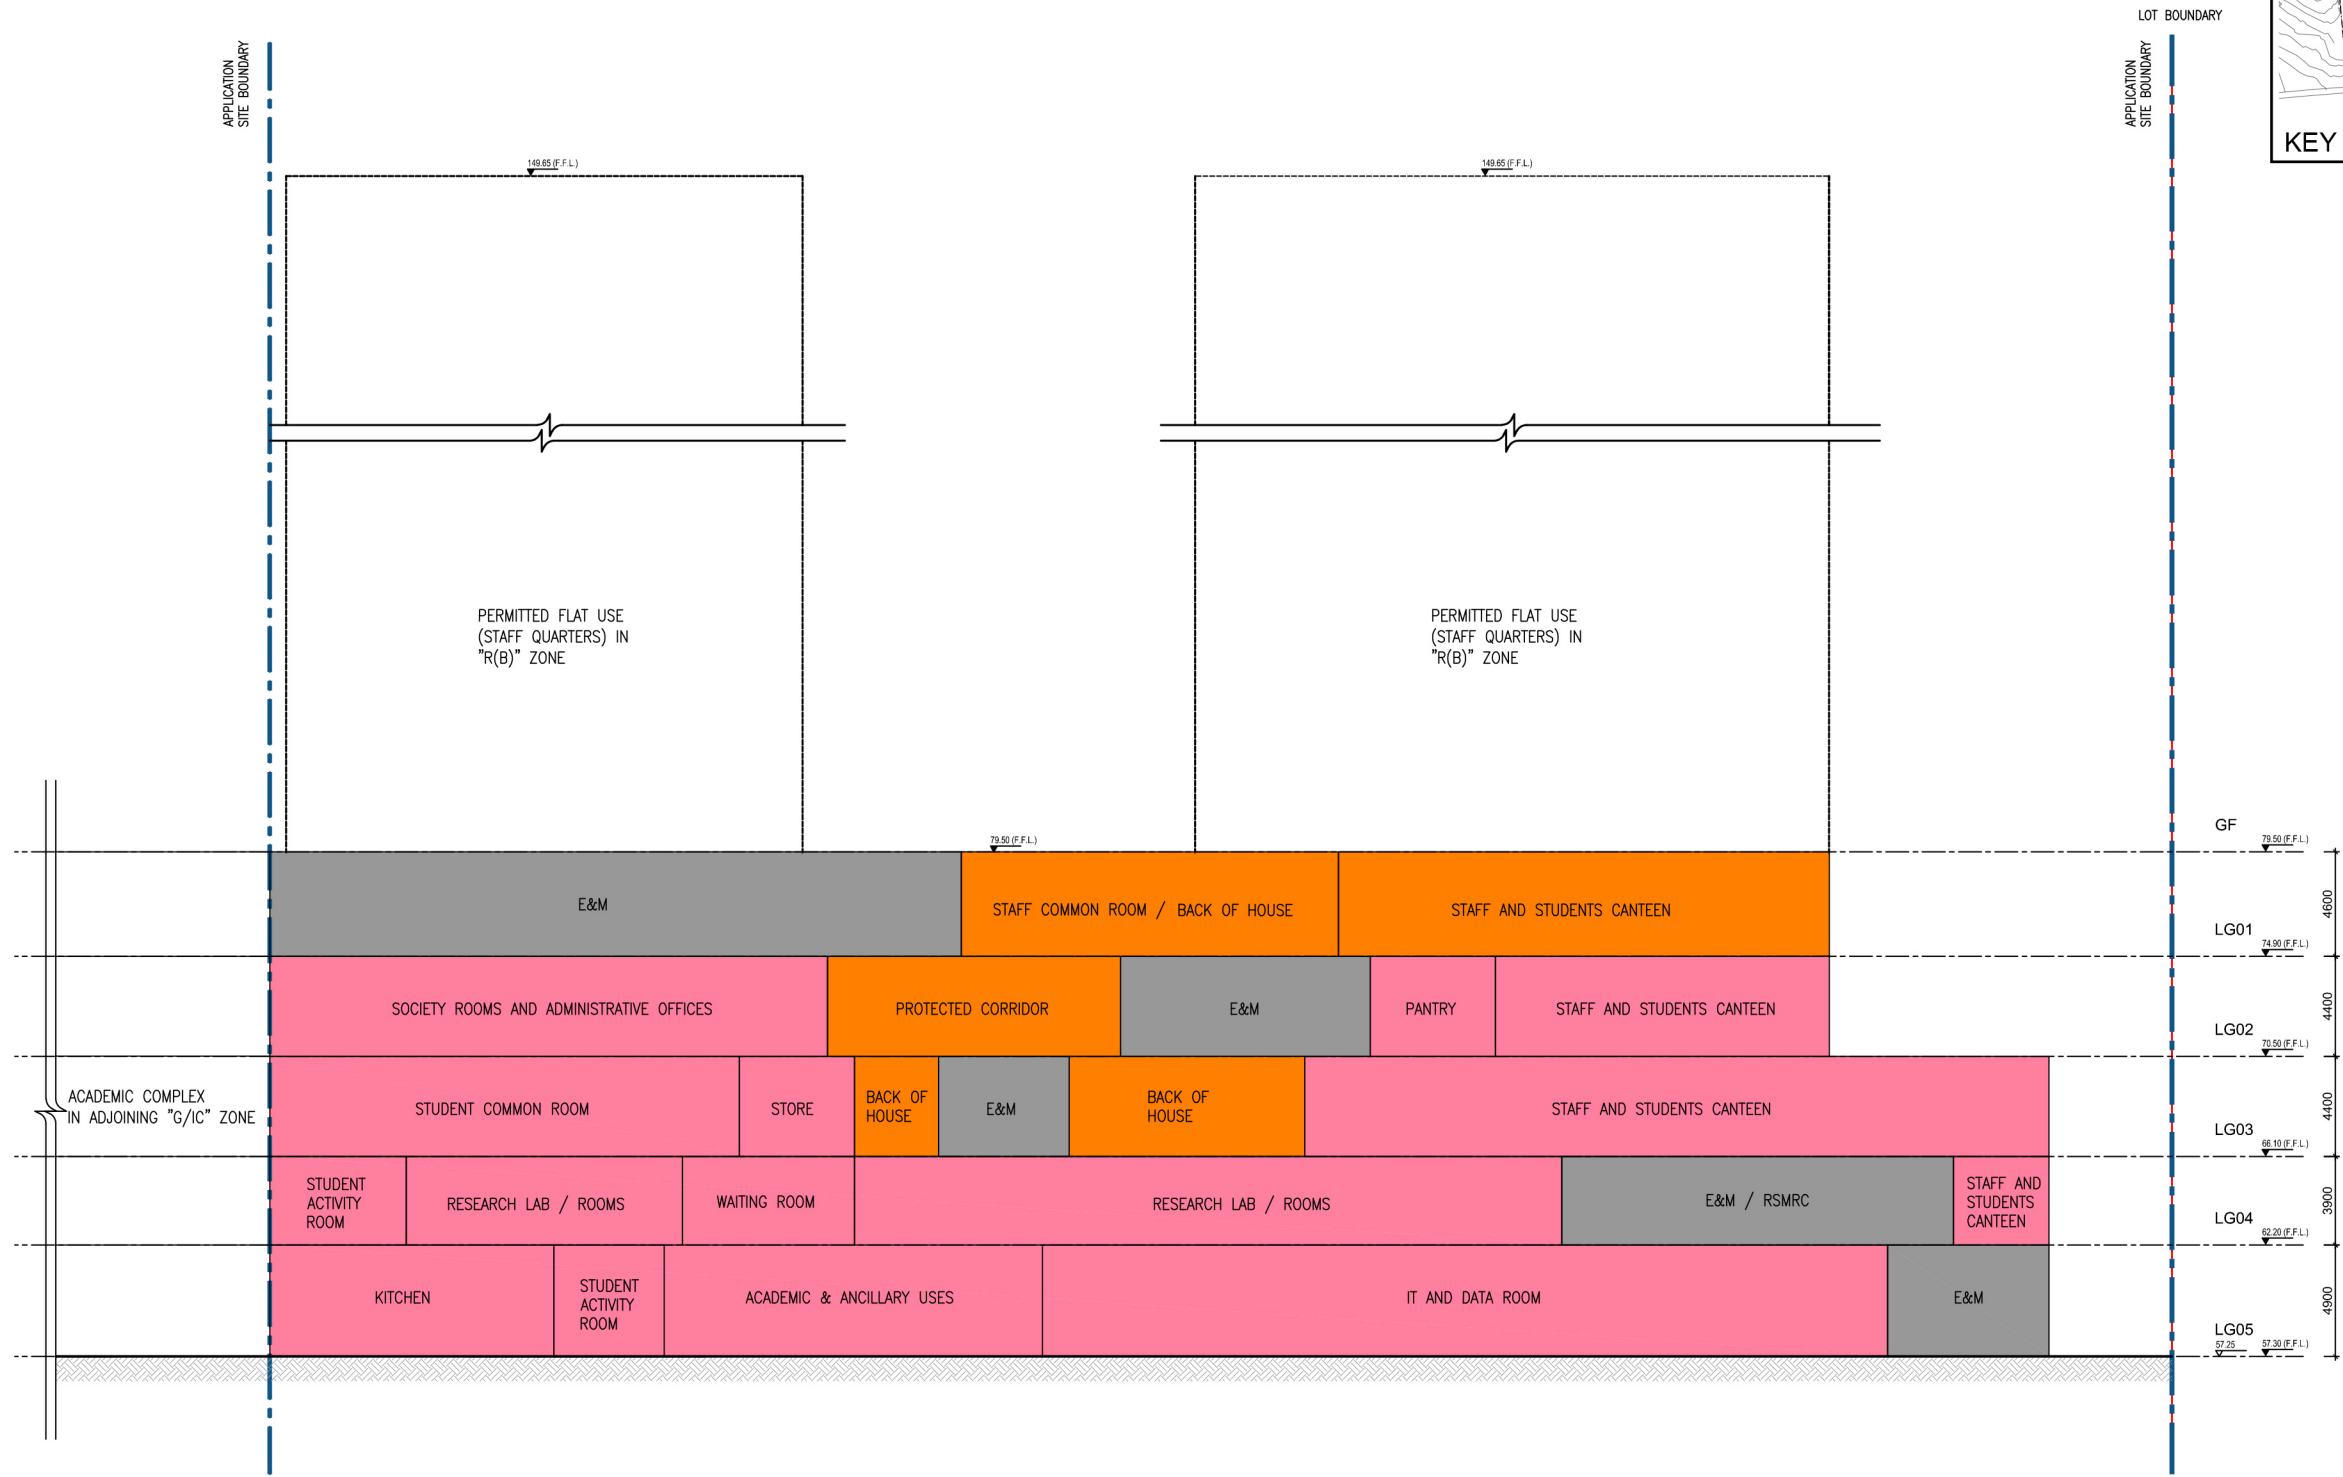 LOT BOUNDARY
APPLICATION
SITE BOUNDARY
APPLICATION
SITE BOUNDARY
KEY
149.65 (F.F.L.)
149.65 (F.F.L.)
PERMITTED FLAT USE
(STAFF QUARTERS) IN
"R(B)" ZONE
PERMITTED FLAT USE
(STAFF QUARTERS) IN
"R(B)" ZONE
GF
79.50 (F.F.L.)
79.50 (F.F.L.)
E&M
STAFF COMMON ROOM / BACK OF HOUSE
STAFF AND STUDENTS CANTEEN
4600
LG01
74.90 (F.F.L.)
SOCIETY ROOMS AND ADMINISTRATIVE OFFICES
PROTECTED CORRIDOR
E&M
PANTRY
STAFF AND STUDENTS CANTEEN
4400
LG02
70.50 (F.F.L.)
ACADEMIC COMPLEX
IN ADJOINING "G/IC" ZONE
STUDENT COMMON ROOM
STORE
BACK OF
HOUSE
E&M
BACK OF
HOUSE
STAFF AND STUDENTS CANTEEN
4400
LG03
66.10 (F.F.L.)
STUDENT
ACTIVITY
ROOM
RESEARCH LAB / ROOMS
WAITING ROOM
RESEARCH LAB / ROOMS
E&M / RSMRC
STAFF AND
STUDENTS
CANTEEN
3900
LG04
62.20 (F.F.L.)
KITCHEN
STUDENT
ACTIVITY
ROOM
ACADEMIC & ANCILLARY USES
IT AND DATA ROOM
E&M
4900
LG05
57.25
57.30 (F.F.L.)